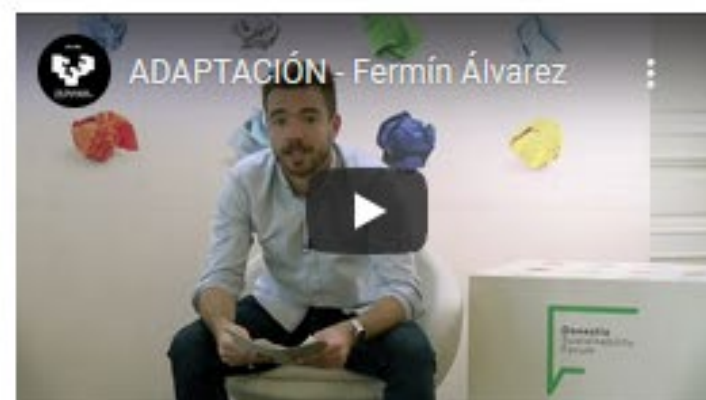 ADAPTACIÓN - Fermín Álvarez
Donostia
Sustainability
Forum